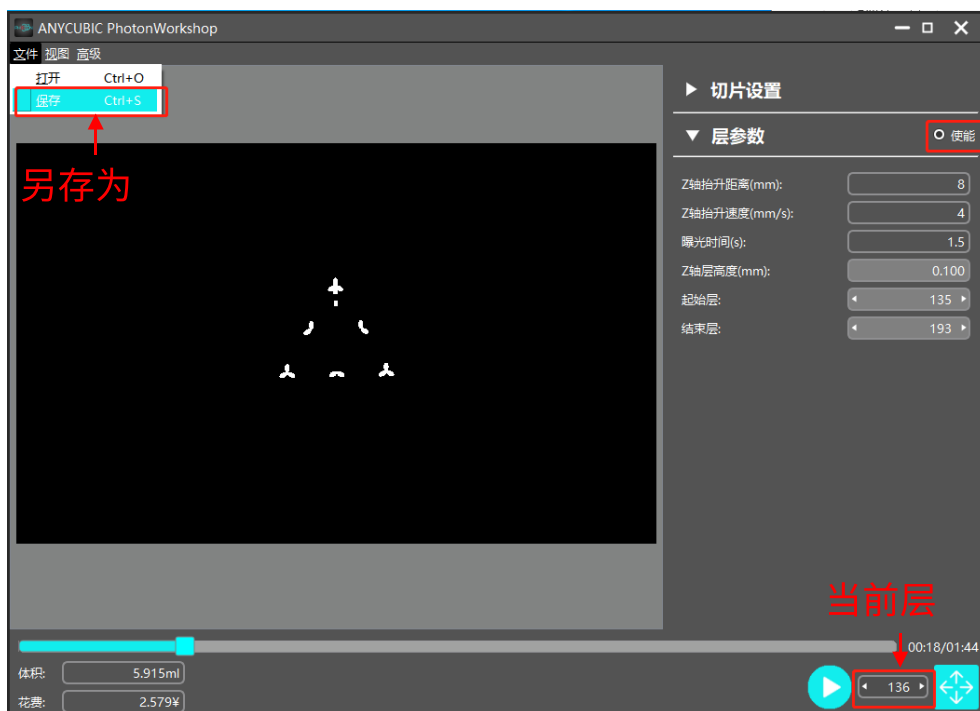 ANYCUBIC PhotonWorkshop
文件 视图 高级
打开 Ctrl+O
保存 Ctrl+S
另存为
切片设置
层参数 使能
Z轴抬升距离(mm): 8
Z轴抬升速度(mm/s): 4
曝光时间(s): 1.5
Z轴层高度(mm): 0.100
起始层: 135
结束层: 193
当前层
00:18/01:44
体积: 5.915ml
136
花费: 2.579¥